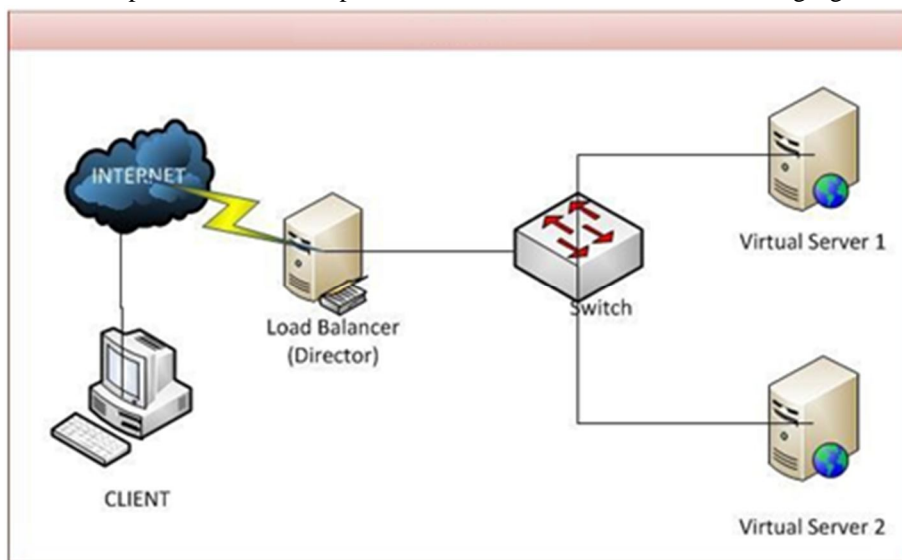 INTERNET
CLIENT
Load Balancer
(Director)
Switch
Virtual Server 1
Virtual Server 2